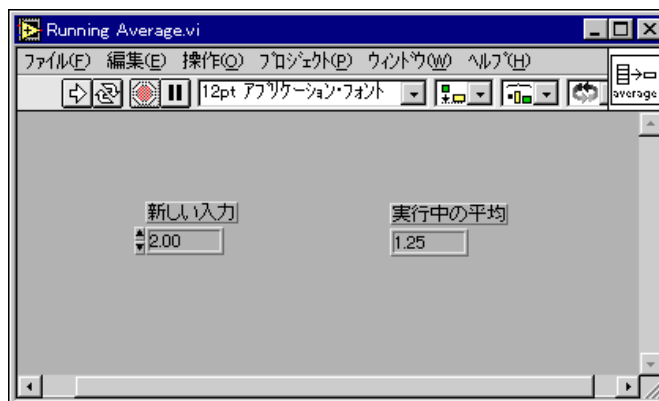 Running Average.vi
ファイル(F) 編集(E) 操作(O) プロジェクト(P) ウィンドウ(W) ヘルプ(H)
12pt アプリケーション・フォント
average
新しい入力
2.00
実行中の平均
1.25